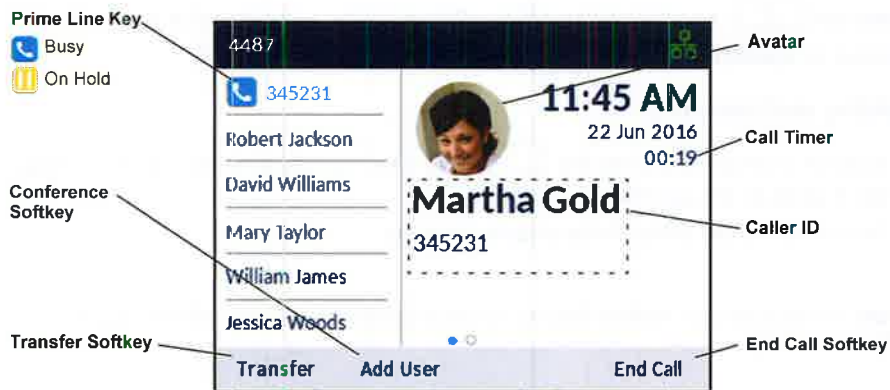 Prime Line Key
Busy
On Hold
4487
Avatar
345231
11:45 AM
22 Jun 2016
00:19
Call Timer
Robert Jackson
David Williams
Conference
Softkey
Martha Gold
345231
Caller ID
Mary Taylor
William James
Jessica Woods
Transfer Softkey
End Call Softkey
Transfer
Add User
End Call